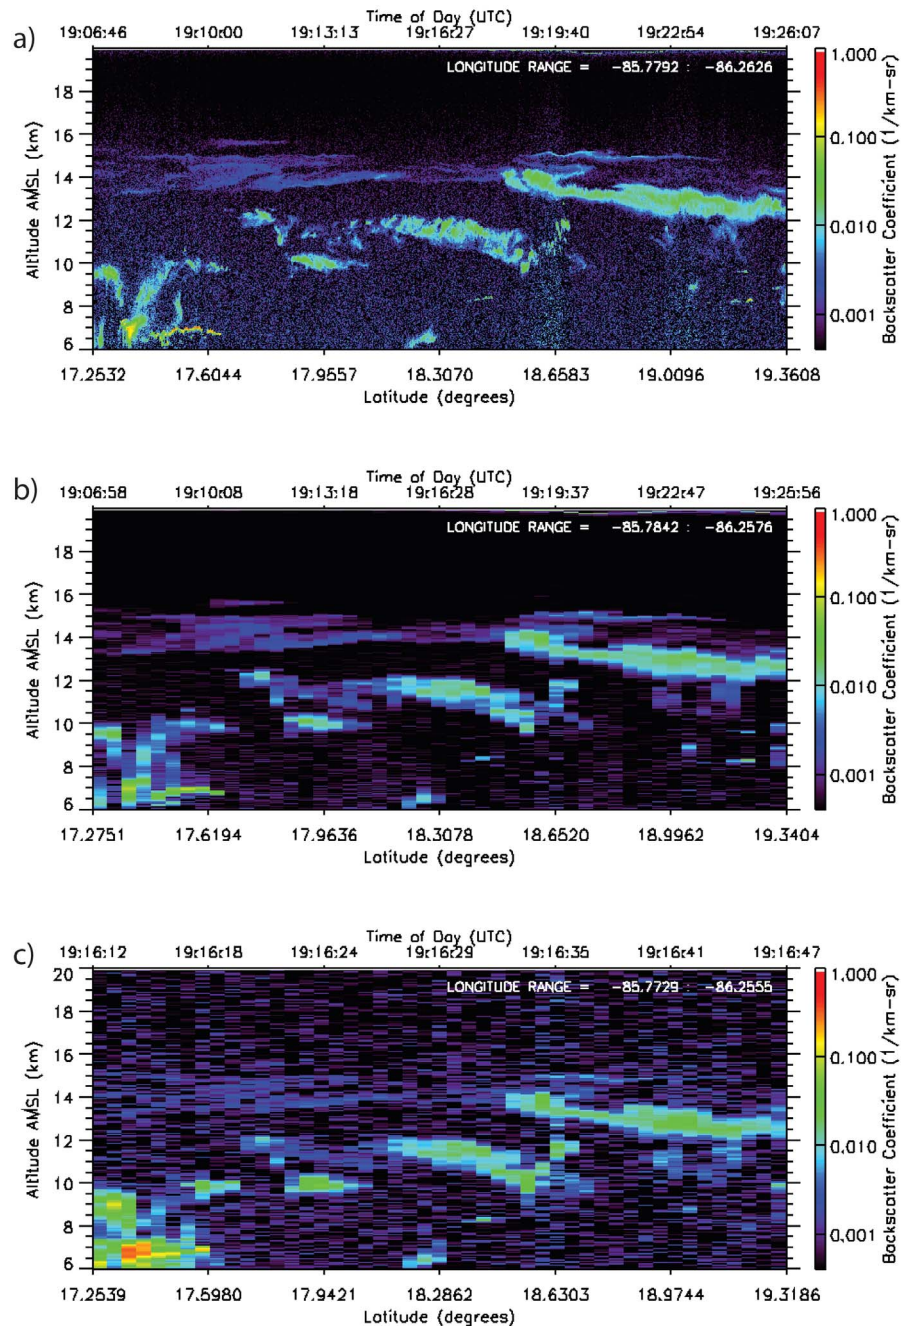 a)
Time of Day (UTC)
19:06:46 19:10:00 19:13:13 19:16:27 19:19:40 19:22:54 19:26:07
LONGITUDE RANGE = -85.7792 : -86.2626
Altitude AMSL (km)
18
16
14
12
10
8
6
17.2532 17.6044 17.9557 18.3070 18.6583 19.0096 19.3608
Latitude (degrees)
1.000
0.100
0.010
0.001
Backscatter Coefficient (1/km-sr)
b)
Time of Day (UTC)
19:06:58 19:10:08 19:13:18 19:16:28 19:19:37 19:22:47 19:25:56
LONGITUDE RANGE = -85.7842 : -86.2576
Altitude AMSL (km)
18
16
14
12
10
8
6
17.2751 17.6194 17.9636 18.3078 18.6520 18.9962 19.3404
Latitude (degrees)
1.000
0.100
0.010
0.001
Backscatter Coefficient (1/km-sr)
c)
Time of Day (UTC)
19:16:12 19:16:18 19:16:24 19:16:29 19:16:35 19:16:41 19:16:47
LONGITUDE RANGE = -85.7729 : -86.2555
Altitude AMSL (km)
20
18
16
14
12
10
8
6
17.2539 17.5980 17.9421 18.2862 18.6303 18.9744 19.3186
Latitude (degrees)
1.000
0.100
0.010
0.001
Backscatter Coefficient (1/km-sr)